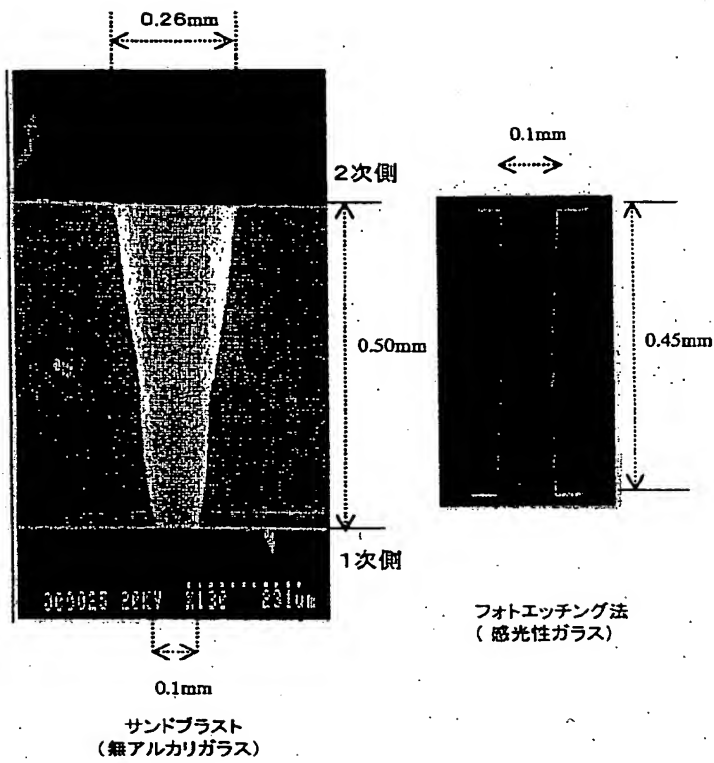 0.26mm
0.1mm
2次側
0.50mm
0.45mm
1次側
20KV X130 231um
0.1mm
フォトエッチング法
( 感光性ガラス)
サンドブラスト
(無アルカリガラス)